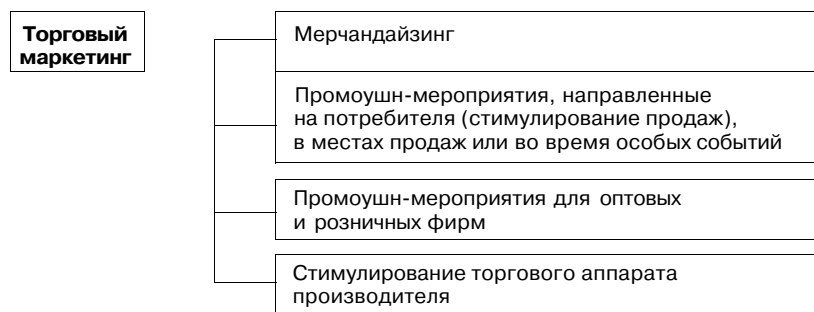 Торговый
маркетинг
Мерчандайзинг
Промоушн-мероприятия, направленные
на потребителя (стимулирование продаж),
в местах продаж или во время особых событий
Промоушн-мероприятия для оптовых
и розничных фирм
Стимулирование торгового аппарата
производителя